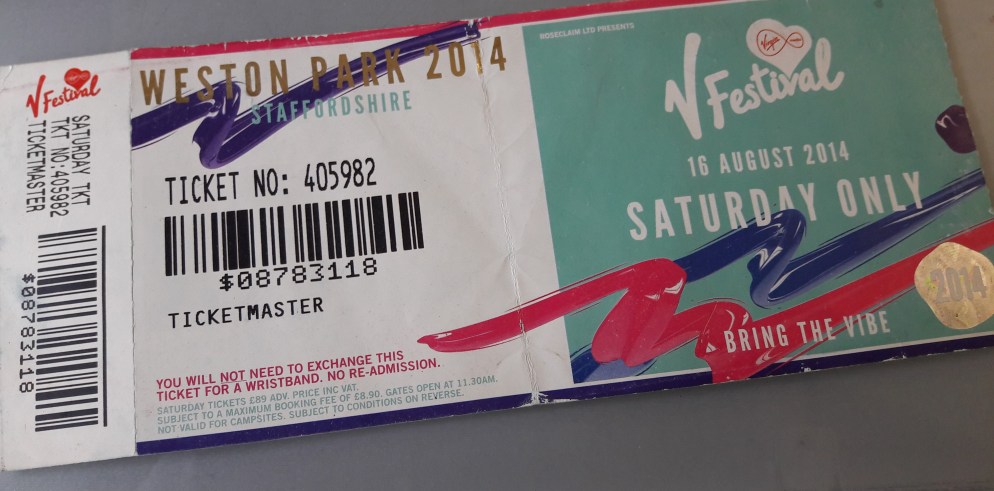 V Festival
SATURDAY TKT
TKT NO:405982
TICKETMASTER
$08783118
WESTON PARK 2014
STAFFORDSHIRE
TICKET NO: 405982
$08783118
TICKETMASTER
YOU WILL NOT NEED TO EXCHANGE THIS
TICKET FOR A WRISTBAND. NO RE-ADMISSION.
SATURDAY TICKETS £89 ADV. PRICE INC VAT.
SUBJECT TO A MAXIMUM BOOKING FEE OF £8.90. GATES OPEN AT 11.30AM.
NOT VALID FOR CAMPSITES. SUBJECT TO CONDITIONS ON REVERSE.
ROSECLAIM LTD PRESENTS
Virgin
V Festival
16 AUGUST 2014
SATURDAY ONLY
2014
BRING THE VIBE